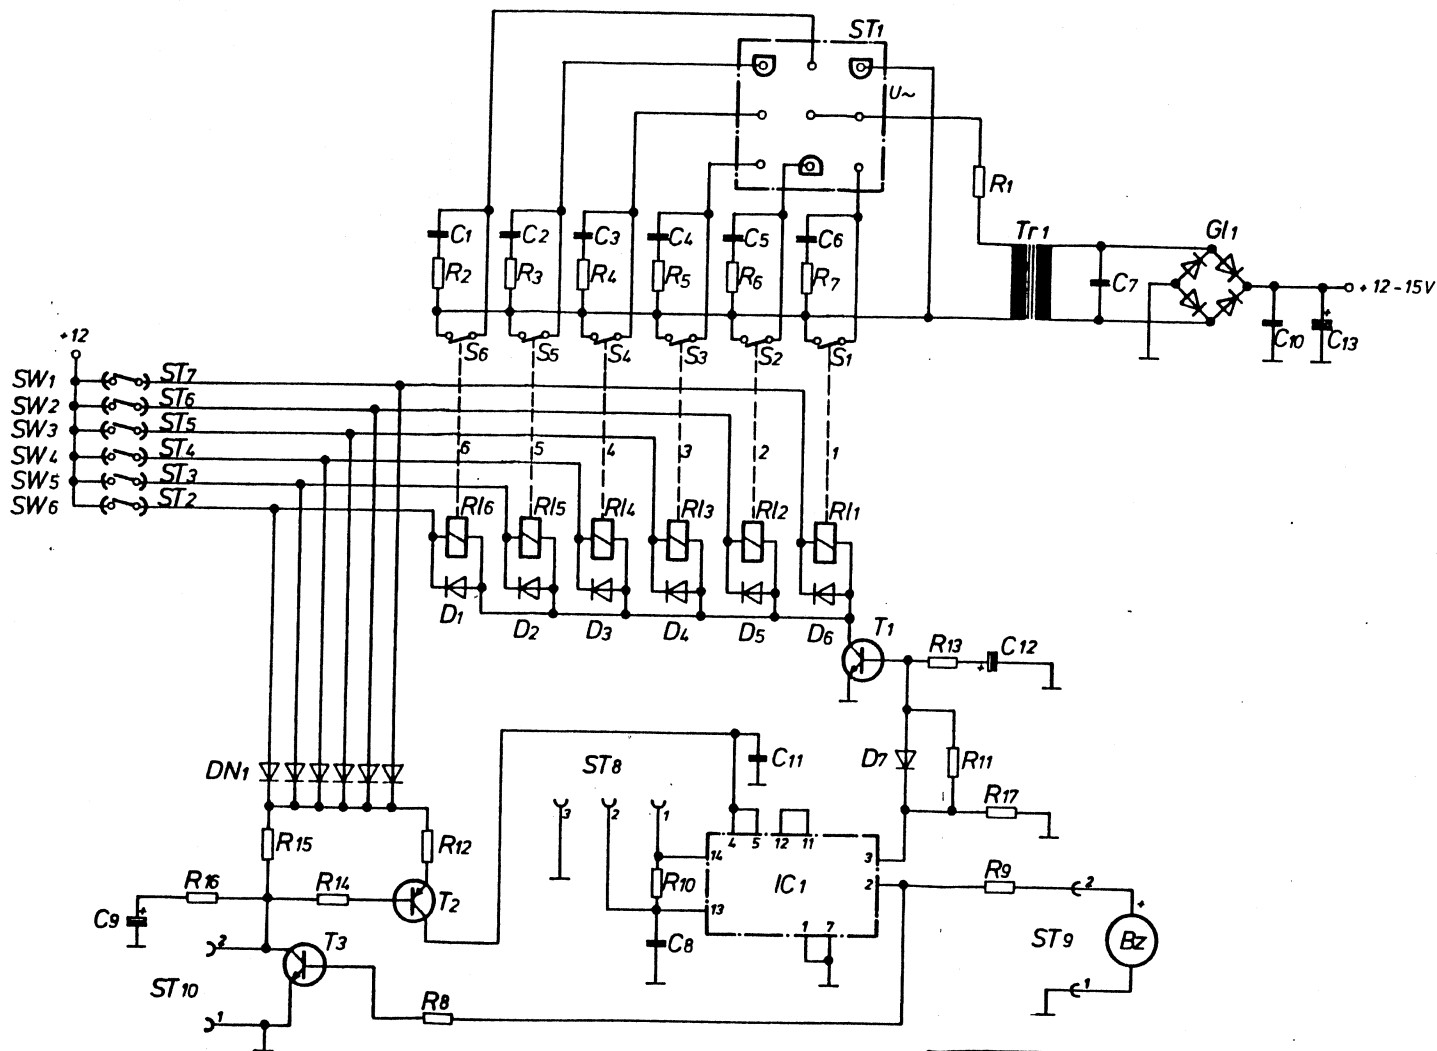 ST1
U~
R1
C1
C2
C3
C4
C5
C6
R2
R3
R4
R5
R6
R7
Tr1
Gl1
C7
+12-15V
C10
C13
S6
S5
S4
S3
S2
S1
+12
SW1
ST7
SW2
ST6
SW3
ST5
SW4
ST4
SW5
ST3
SW6
ST2
6
5
4
3
2
1
Rl6
Rl5
Rl4
Rl3
Rl2
Rl1
D1
D2
D3
D4
D5
D6
T1
R13
C12
+
DN1
ST8
C11
D7
R11
R17
3
2
1
4
5
12
11
R15
R12
14
3
R16
R14
R10
IC1
2
R9
2
C9
+
T2
13
+
2
T3
C8
1
7
ST9
Bz
ST10
1
R8
1